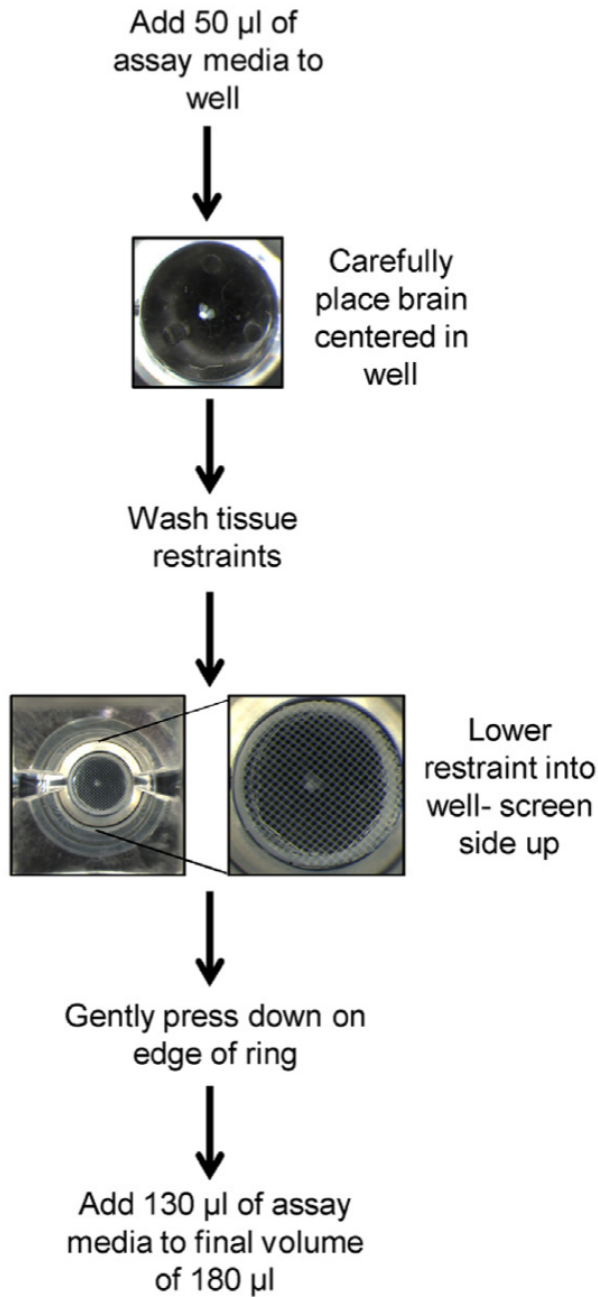 Add 50 µl of
assay media to
well
Carefully
place brain
centered in
well
Wash tissue
restraints
Lower
restraint into
well- screen
side up
Gently press down on
edge of ring
Add 130 µl of assay
media to final volume
of 180 µl